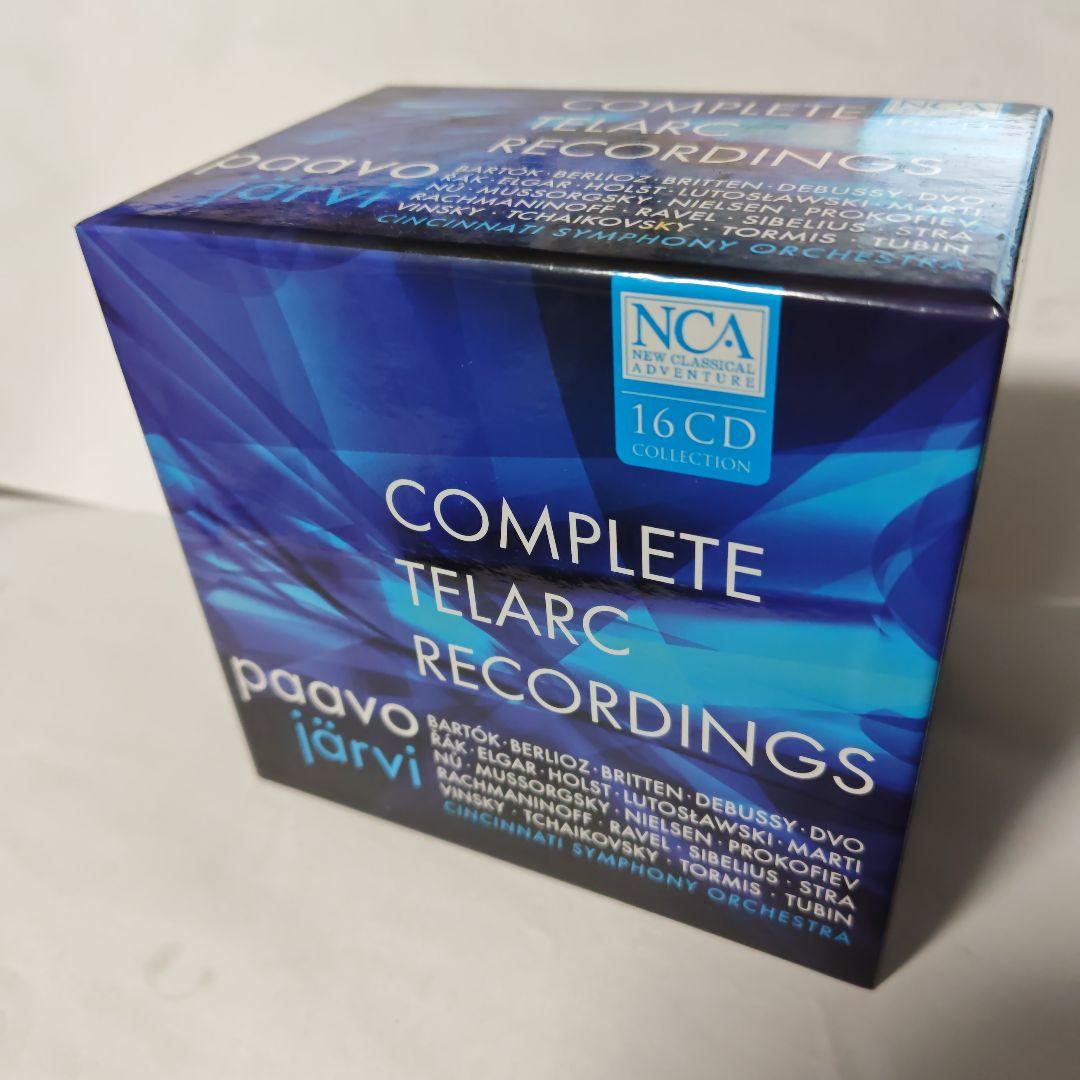 COMPLETE
TELARC
RECORDINGS
NCA
paavo
järvi
BARTÓK · BERLIOZ · BRITTEN · DEBUSSY · DVO
ŘÁK · ELGAR · HOLST · LUTOSŁAWSKI · MARTI
NŮ · MUSSORGSKY · NIELSEN · PROKOFIEV
RACHMANINOFF · RAVEL · SIBELIUS · STRA
VINSKY · TCHAIKOVSKY · TORMIS · TUBIN
CINCINNATI SYMPHONY ORCHESTRA
NCA
NEW CLASSICAL
ADVENTURE
16 CD
COLLECTION
COMPLETE
TELARC
RECORDINGS
paavo
järvi
BARTÓK · BERLIOZ · BRITTEN · DEBUSSY · DVO
ŘÁK · ELGAR · HOLST · LUTOSŁAWSKI · MARTI
NŮ · MUSSORGSKY · NIELSEN · PROKOFIEV
RACHMANINOFF · RAVEL · SIBELIUS · STRA
VINSKY · TCHAIKOVSKY · TORMIS · TUBIN
CINCINNATI SYMPHONY ORCHESTRA